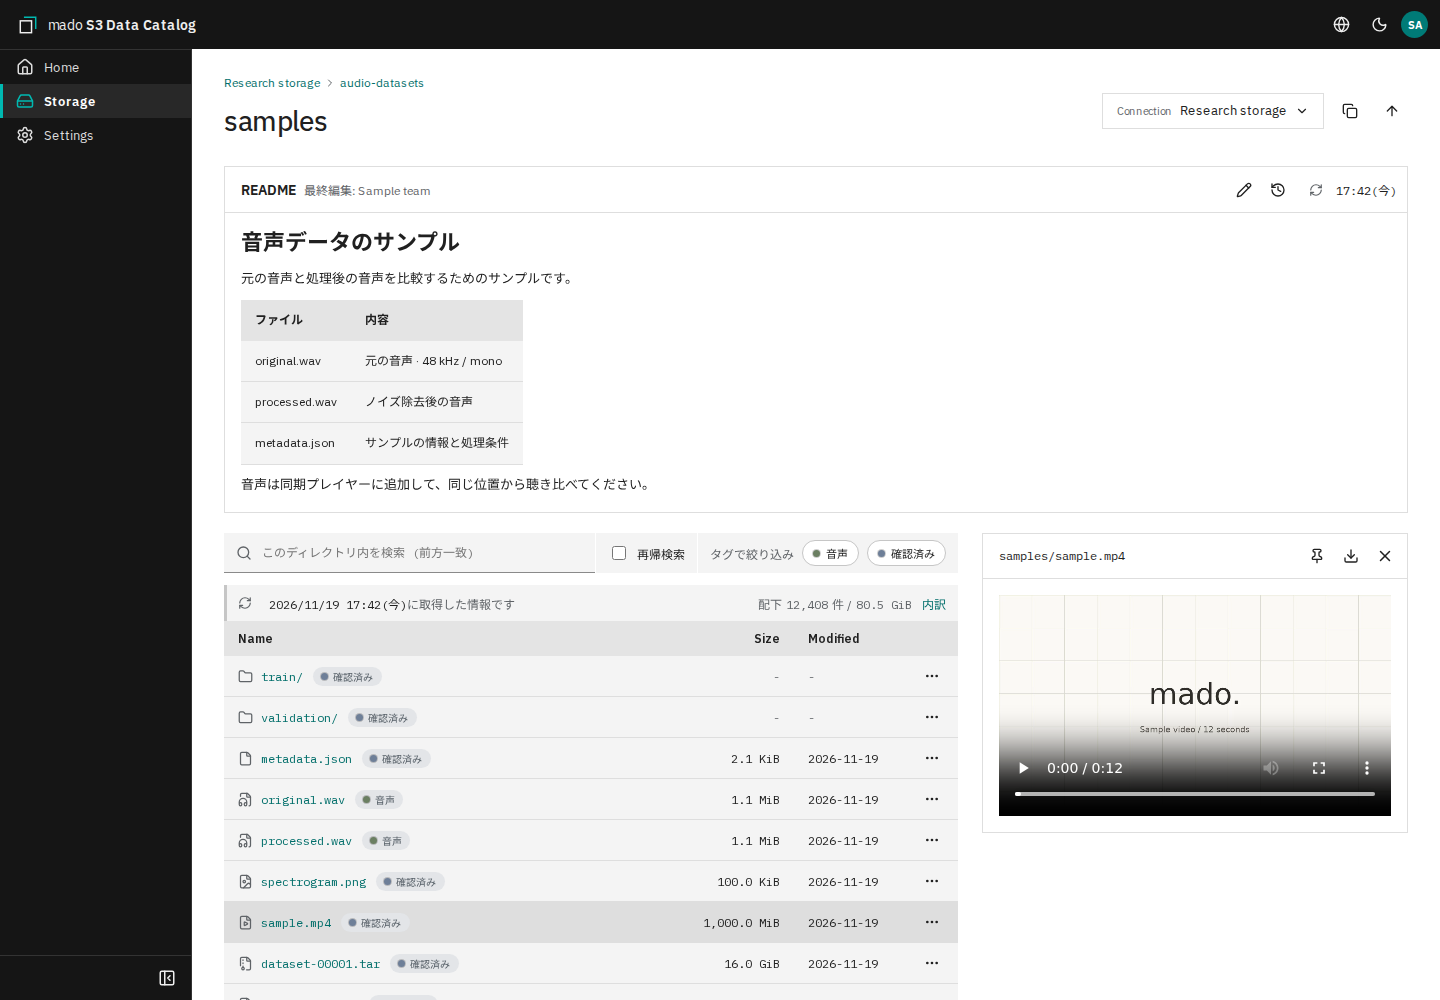 mado S3 Data Catalog
SA
Home
Storage
Settings
Research storage > audio-datasets
samples
Connection Research storage
README 最終編集: Sample team
17:42(今)
音声データのサンプル
元の音声と処理後の音声を比較するためのサンプルです。
ファイル 内容
original.wav 元の音声 · 48 kHz / mono
processed.wav ノイズ除去後の音声
metadata.json サンプルの情報と処理条件
音声は同期プレイヤーに追加して、同じ位置から聴き比べてください。
このディレクトリ内を検索 (前方一致)
再帰検索
タグで絞り込み 音声 確認済み
2026/11/19 17:42(今)に取得した情報です
配下 12,408 件 / 80.5 GiB 内訳
Name Size Modified
train/ 確認済み - -
validation/ 確認済み - -
metadata.json 確認済み 2.1 KiB 2026-11-19
original.wav 音声 1.1 MiB 2026-11-19
processed.wav 音声 1.1 MiB 2026-11-19
spectrogram.png 確認済み 100.0 KiB 2026-11-19
sample.mp4 確認済み 1,000.0 MiB 2026-11-19
dataset-00001.tar 確認済み 16.0 GiB 2026-11-19
samples/sample.mp4
mado.
Sample video / 12 seconds
0:00 / 0:12